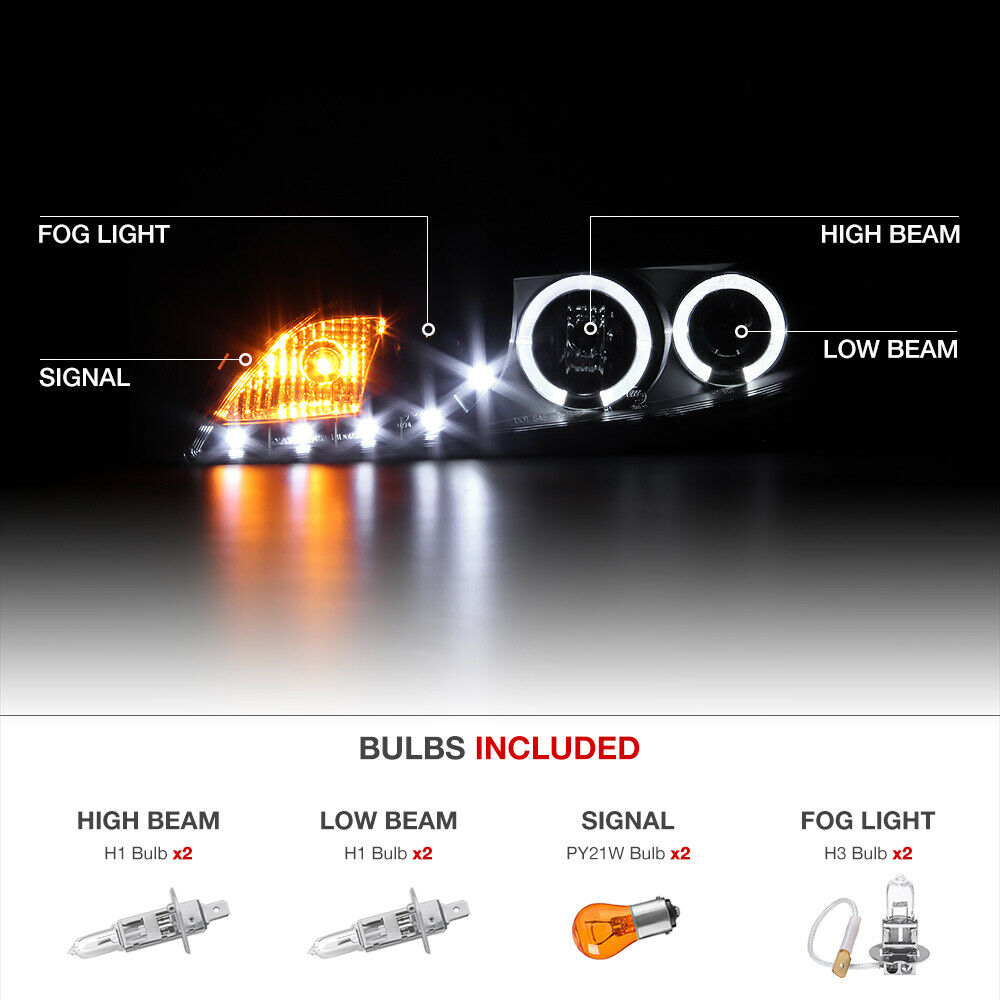 FOG LIGHT
HIGH BEAM
SIGNAL
LOW BEAM
BULBS INCLUDED
HIGH BEAM
H1 Bulb x2
LOW BEAM
H1 Bulb x2
SIGNAL
PY21W Bulb x2
FOG LIGHT
H3 Bulb x2